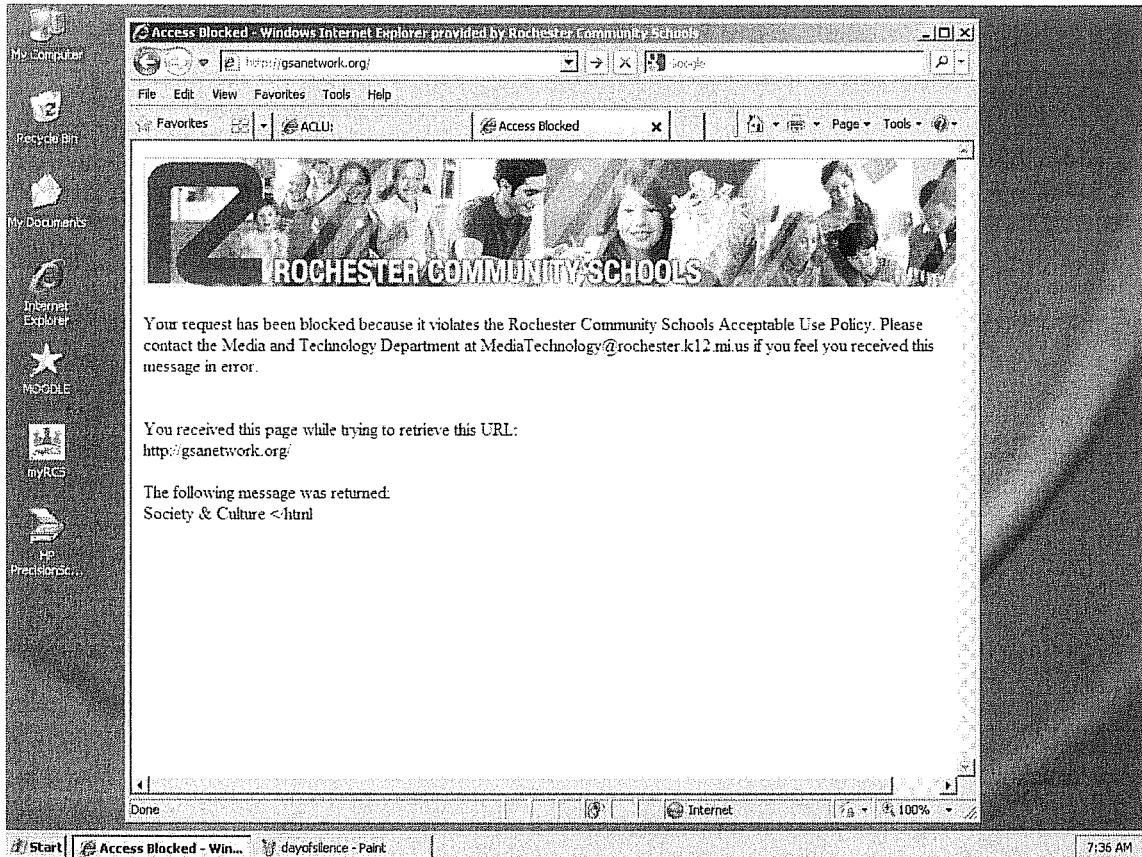 My Computer
Recycle Bin
My Documents
Internet
Explorer
MOODLE
myRCS
HP
Access Blocked - Windows Internet Explorer provided by Rochester Community Schools
http://gsanetwork.org/
Google
File Edit View Favorites Tools Help
Favorites ACLU: Access Blocked Page Tools
ROCHESTER COMMUNITY SCHOOLS
Your request has been blocked because it violates the Rochester Community Schools Acceptable Use Policy. Please
contact the Media and Technology Department at MediaTechnology@rochester.k12.mi.us if you feel you received this
message in error.
You received this page while trying to retrieve this URL:
http://gsanetwork.org/
The following message was returned:
Society & Culture </html
Done Internet 100%
Start Access Blocked - Win... dayofsilence - Paint 7:36 AM